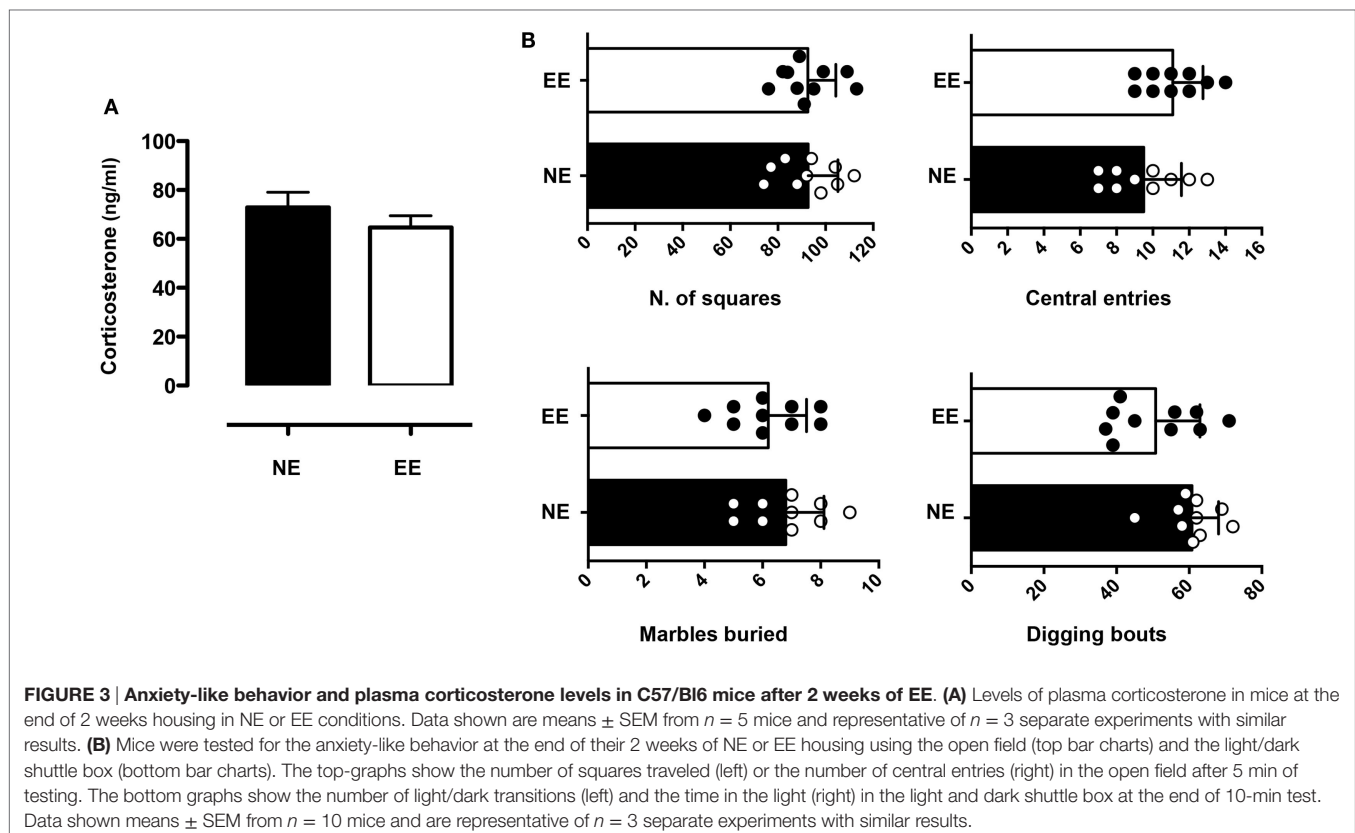 A
Corticosterone (ng/ml)
100
80
60
40
20
0
NE
EE
B
EE
NE
0
20
40
60
80
100
120
N. of squares
EE
NE
0
2
4
6
8
10
12
14
16
Central entries
EE
NE
0
4
6
8
10
Marbles buried
EE
NE
0
20
40
60
80
Digging bouts
FIGURE 3 | Anxiety-like behavior and plasma corticosterone levels in C57/Bl6 mice after 2 weeks of EE. (A) Levels of plasma corticosterone in mice at the
end of 2 weeks housing in NE or EE conditions. Data shown are means ± SEM from n = 5 mice and representative of n = 3 separate experiments with similar
results. (B) Mice were tested for the anxiety-like behavior at the end of their 2 weeks of NE or EE housing using the open field (top bar charts) and the light/dark
shuttle box (bottom bar charts). The top-graphs show the number of squares traveled (left) or the number of central entries (right) in the open field after 5 min of
testing. The bottom graphs show the number of light/dark transitions (left) and the time in the light (right) in the light and dark shuttle box at the end of 10-min test.
Data shown means ± SEM from n = 10 mice and are representative of n = 3 separate experiments with similar results.